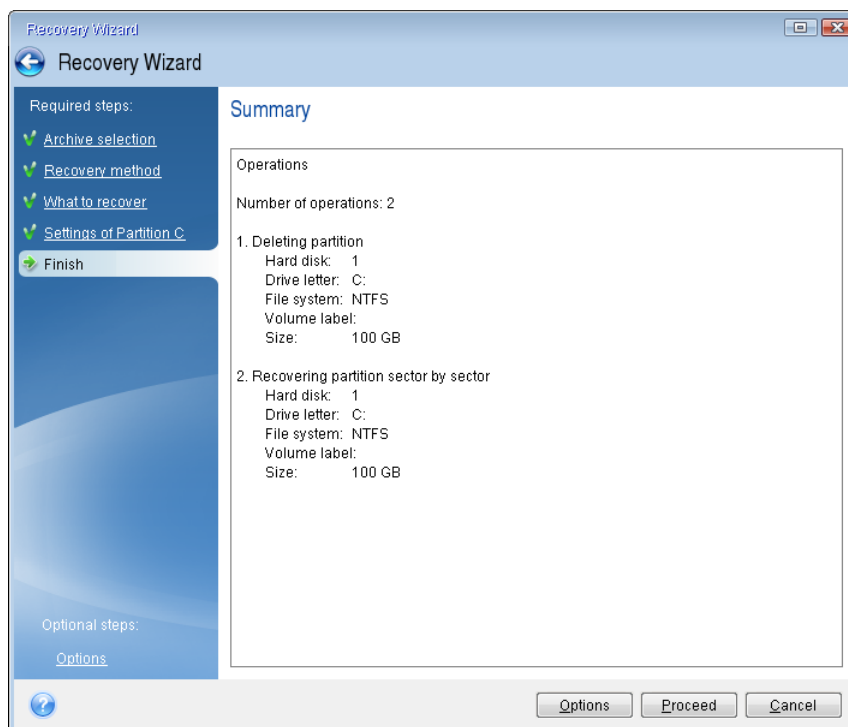 Recovery Wizard
Recovery Wizard
Required steps:
Archive selection
Recovery method
What to recover
Settings of Partition C
Finish
Summary
Operations
Number of operations: 2
1. Deleting partition
Hard disk: 1
Drive letter: C:
File system: NTFS
Volume label:
Size: 100 GB
2. Recovering partition sector by sector
Hard disk: 1
Drive letter: C:
File system: NTFS
Volume label:
Size: 100 GB
Optional steps:
Options
?
Options Proceed Cancel